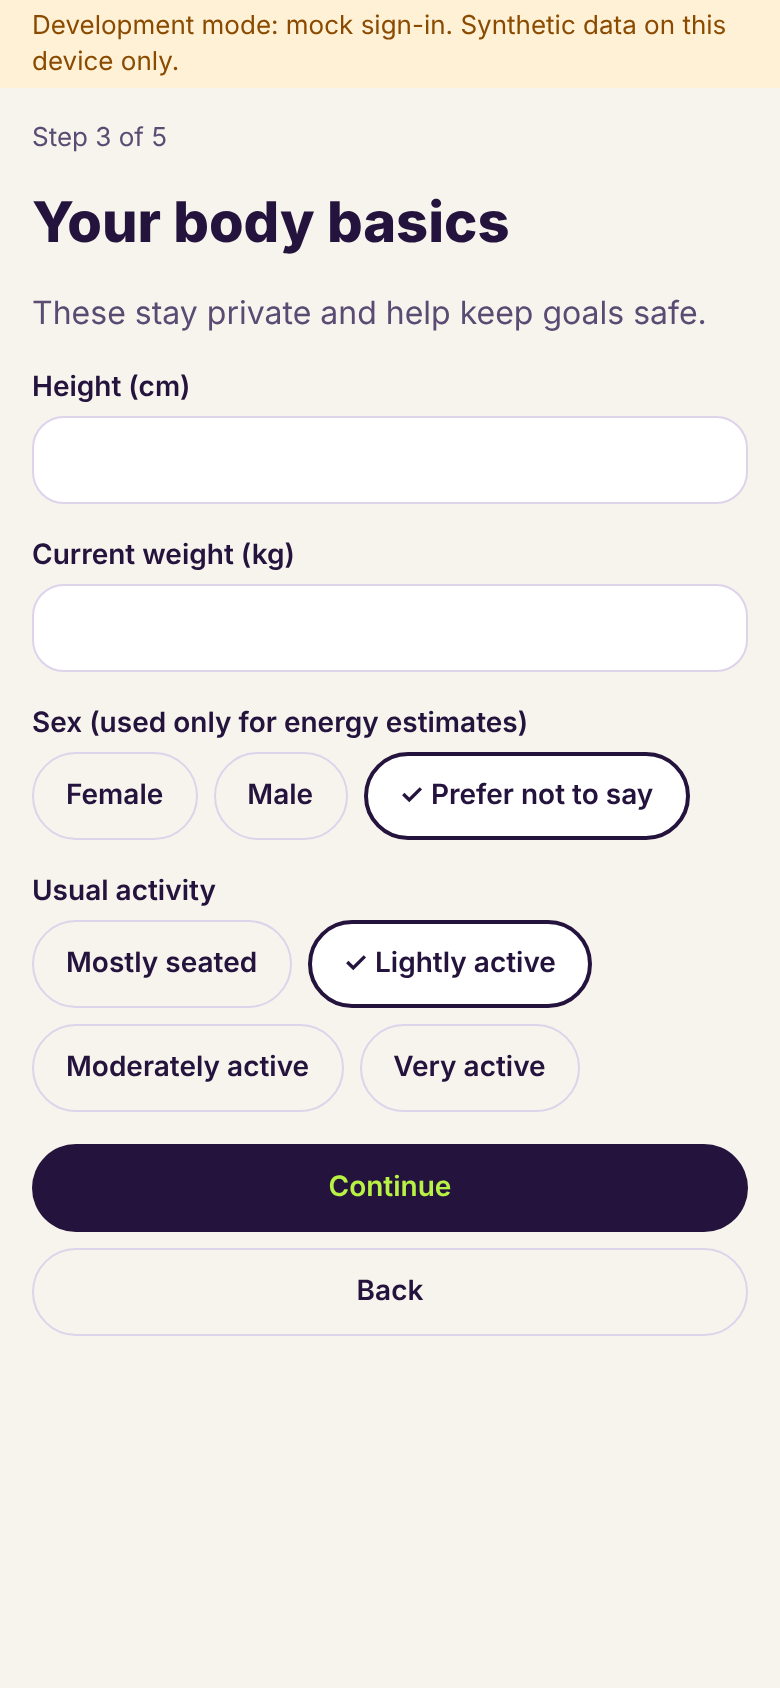 Development mode: mock sign-in. Synthetic data on this
device only.
Step 3 of 5
Your body basics
These stay private and help keep goals safe.
Height (cm)
Current weight (kg)
Sex (used only for energy estimates)
Female
Male
✓ Prefer not to say
Usual activity
Mostly seated
✓ Lightly active
Moderately active
Very active
Continue
Back